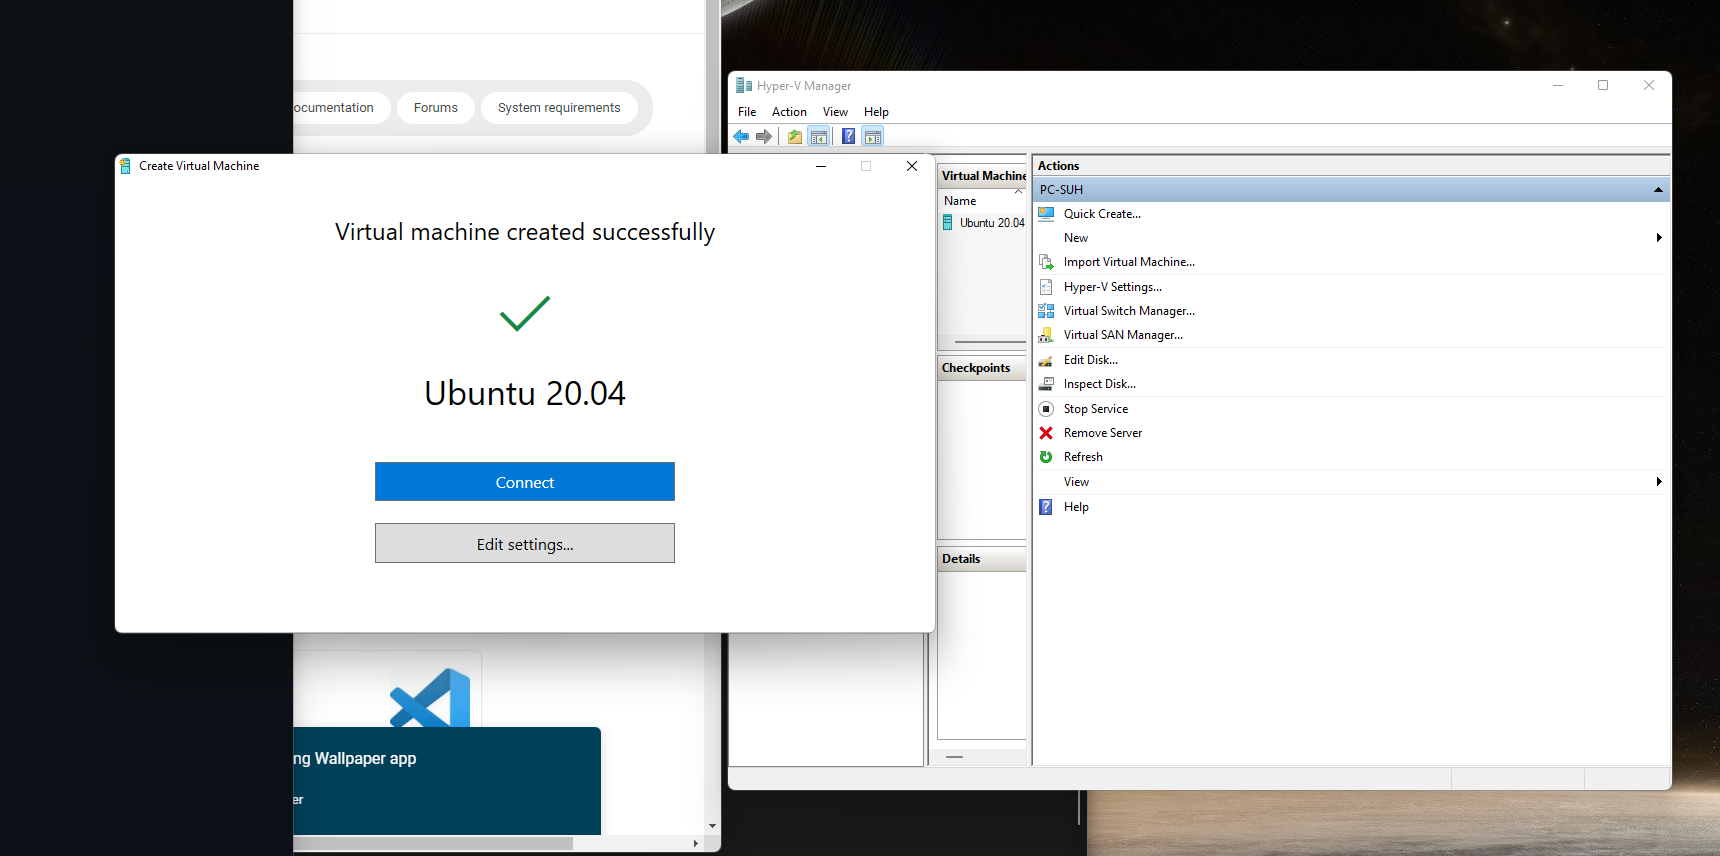 ocumentation
Forums
System requirements
Create Virtual Machine
Virtual machine created successfully
Ubuntu 20.04
Connect
Edit settings...
ng Wallpaper app
er
Hyper-V Manager
File
Action
View
Help
Virtual Machine
Name
Ubuntu 20.04
Checkpoints
Details
Actions
PC-SUH
Quick Create...
New
Import Virtual Machine...
Hyper-V Settings...
Virtual Switch Manager...
Virtual SAN Manager...
Edit Disk...
Inspect Disk...
Stop Service
Remove Server
Refresh
View
Help